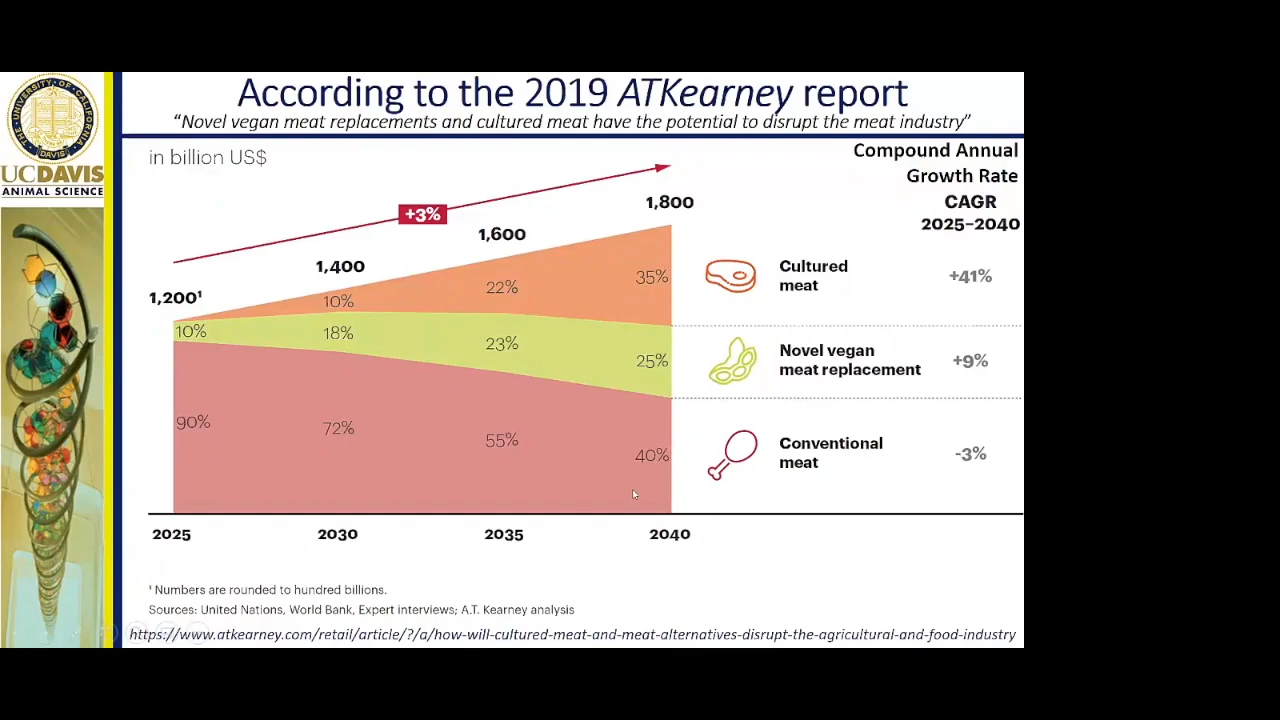 According to the 2019 ATKearney report
“Novel vegan meat replacements and cultured meat have the potential to disrupt the meat industry”
THE UNIVERSITY OF CALIFORNIA
DAVIS
UCDAVIS
ANIMAL SCIENCE
in billion US$
Compound Annual
Growth Rate
CAGR
2025–2040
+3%
1,800
1,600
1,400
1,200¹
35%
22%
10%
Cultured
meat
+41%
10%
18%
23%
25%
Novel vegan
meat replacement
+9%
90%
72%
55%
40%
Conventional
meat
-3%
2025
2030
2035
2040
¹ Numbers are rounded to hundred billions.
Sources: United Nations, World Bank, Expert interviews; A.T. Kearney analysis
https://www.atkearney.com/retail/article/?/a/how-will-cultured-meat-and-meat-alternatives-disrupt-the-agricultural-and-food-industry